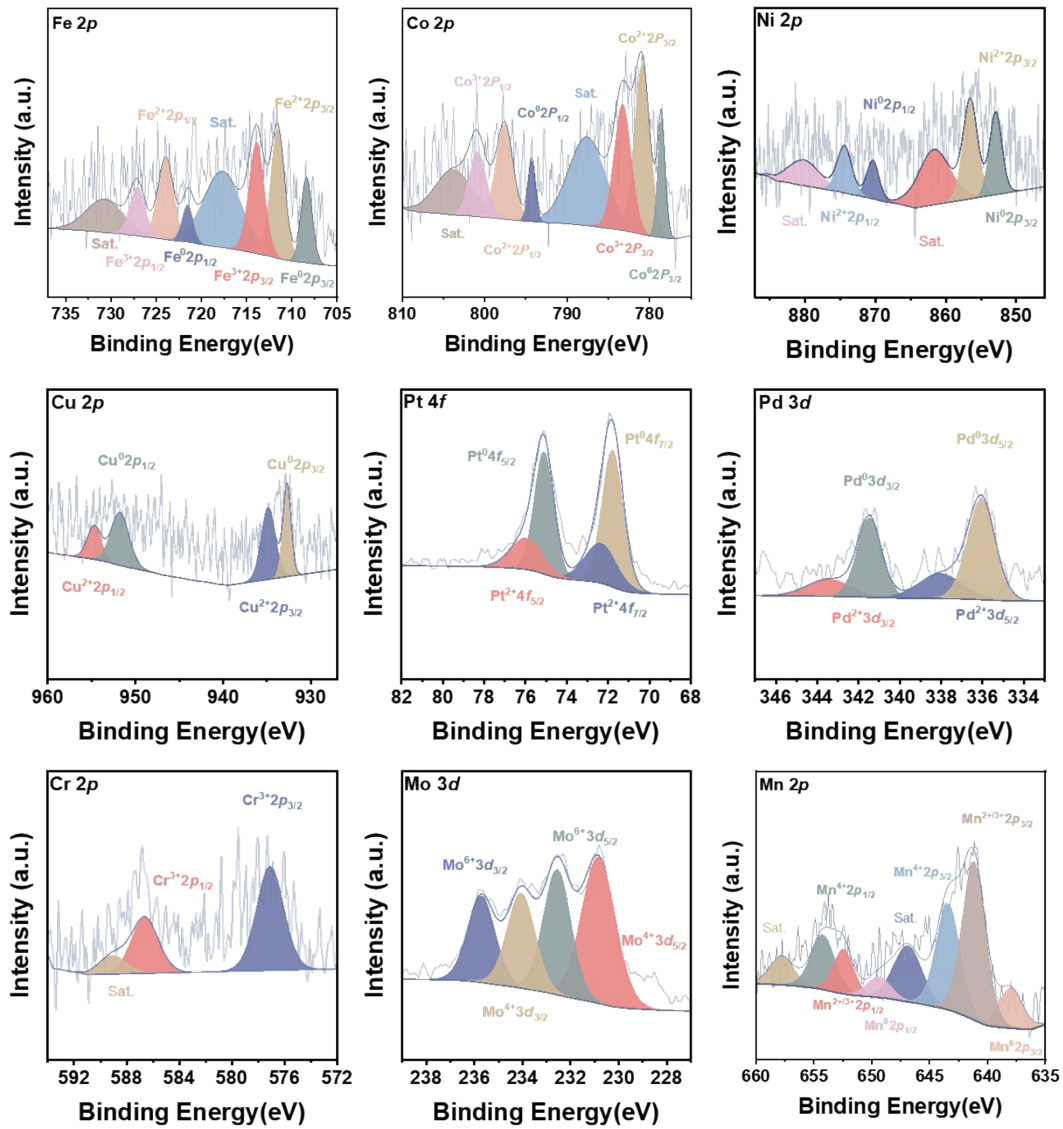 Fe 2p
Intensity (a.u.)
Fe²⁺2p₃/₂
Fe²⁺2p₁/₂
Sat.
Sat.
Fe³⁺2p₁/₂
Fe⁰2p₁/₂
Fe³⁺2p₃/₂
Fe⁰2p₃/₂
735 730 725 720 715 710 705
Binding Energy(eV)
Co 2p
Intensity (a.u.)
Co²⁺2P₃/₂
Co³⁺2P₁/₂
Sat.
Co⁰2P₁/₂
Sat.
Co²⁺2P₁/₂
Co³⁺2P₃/₂
Co⁰2P₃/₂
810 800 790 780
Binding Energy(eV)
Ni 2p
Intensity (a.u.)
Ni²⁺2p₃/₂
Ni⁰2p₁/₂
Sat.
Ni²⁺2p₁/₂
Sat.
Ni⁰2p₃/₂
880 870 860 850
Binding Energy(eV)
Cu 2p
Intensity (a.u.)
Cu⁰2p₁/₂
Cu⁰2p₃/₂
Cu²⁺2p₁/₂
Cu²⁺2p₃/₂
960 950 940 930
Binding Energy(eV)
Pt 4f
Intensity (a.u.)
Pt⁰4f₅/₂
Pt⁰4f₇/₂
Pt²⁺4f₅/₂
Pt²⁺4f₇/₂
82 80 78 76 74 72 70 68
Binding Energy(eV)
Pd 3d
Intensity (a.u.)
Pd⁰3d₅/₂
Pd⁰3d₃/₂
Pd²⁺3d₃/₂
Pd²⁺3d₅/₂
346 344 342 340 338 336 334
Binding Energy(eV)
Cr 2p
Intensity (a.u.)
Cr³⁺2p₃/₂
Cr³⁺2p₁/₂
Sat.
592 588 584 580 576 572
Binding Energy(eV)
Mo 3d
Intensity (a.u.)
Mo⁶⁺3d₅/₂
Mo⁶⁺3d₃/₂
Mo⁴⁺3d₅/₂
Mo⁴⁺3d₃/₂
238 236 234 232 230 228
Binding Energy(eV)
Mn 2p
Intensity (a.u.)
Mn²⁺/³⁺2p₃/₂
Mn⁴⁺2p₃/₂
Mn⁴⁺2p₁/₂
Sat.
Sat.
Mn²⁺/³⁺2p₁/₂
Mn⁰2p₁/₂
Mn⁰2p₃/₂
660 655 650 645 640 635
Binding Energy(eV)